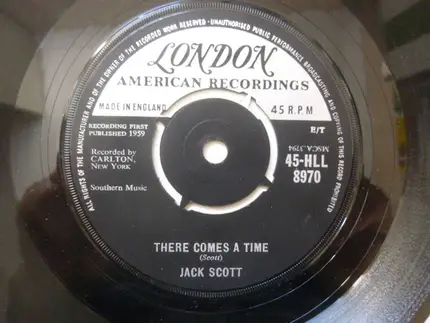 ALL RIGHTS OF THE MANUFACTURER AND OF THE OWNER OF THE RECORDED WORK RESERVED · UNAUTHORISED PUBLIC PERFORMANCE BROADCASTING AND COPYING OF THIS RECORD PROHIBITED
LONDON
AMERICAN RECORDINGS
MADE IN ENGLAND
45 R.P.M
RECORDING FIRST
PUBLISHED 1959
E/T
Recorded by
CARLTON,
NEW YORK
MSCA.394
45-HLL
8970
Southern Music
THERE COMES A TIME
(Scott)
JACK SCOTT